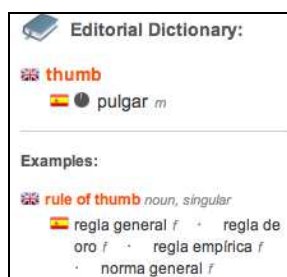 Editorial Dictionary:
thumb
pulgar m
Examples:
rule of thumb noun, singular
regla general f · regla de
oro f · regla empírica f
· norma general f